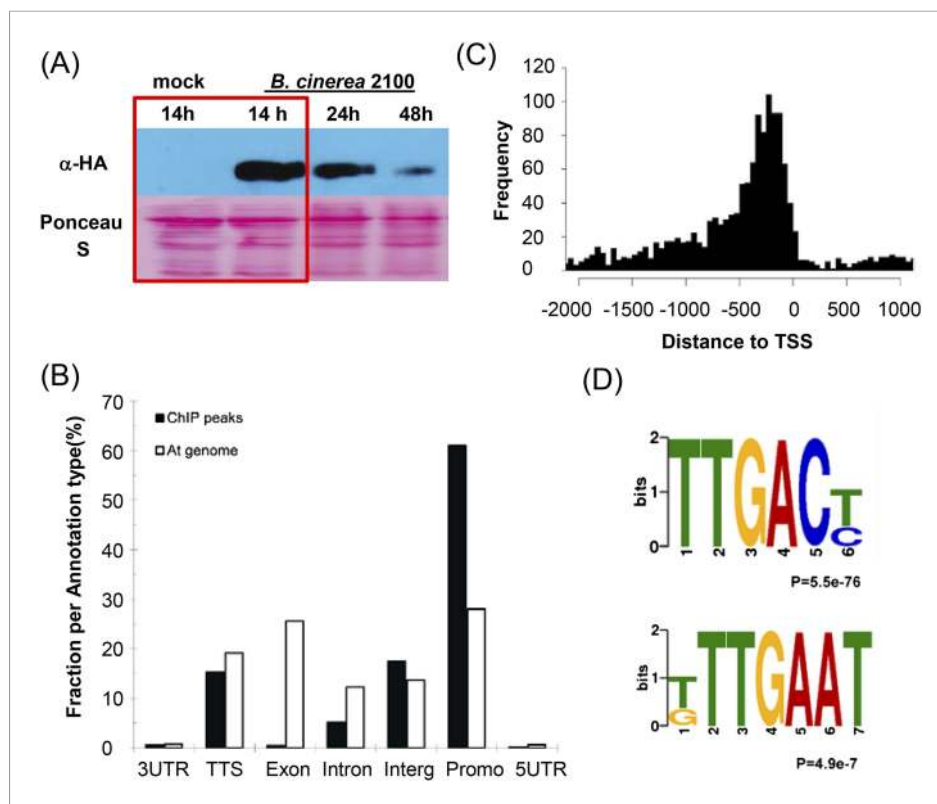 (A)
mock B. cinerea 2100
14h 14 h 24h 48h
α-HA
Ponceau
S
(C)
Frequency
120
100
80
60
40
20
0
-2000 -1500 -1000 -500 0 500 1000
Distance to TSS
(B)
Fraction per Annotation type(%)
70
60
50
40
30
20
10
0
ChIP peaks
At genome
3UTR TTS Exon Intron Interg Promo 5UTR
(D)
bits
2
1
0
TTGACT
C
1 2 3 4 5 6
P=5.5e-76
bits
2
1
0
TTTGAAT
G
1 2 3 4 5 6 7
P=4.9e-7